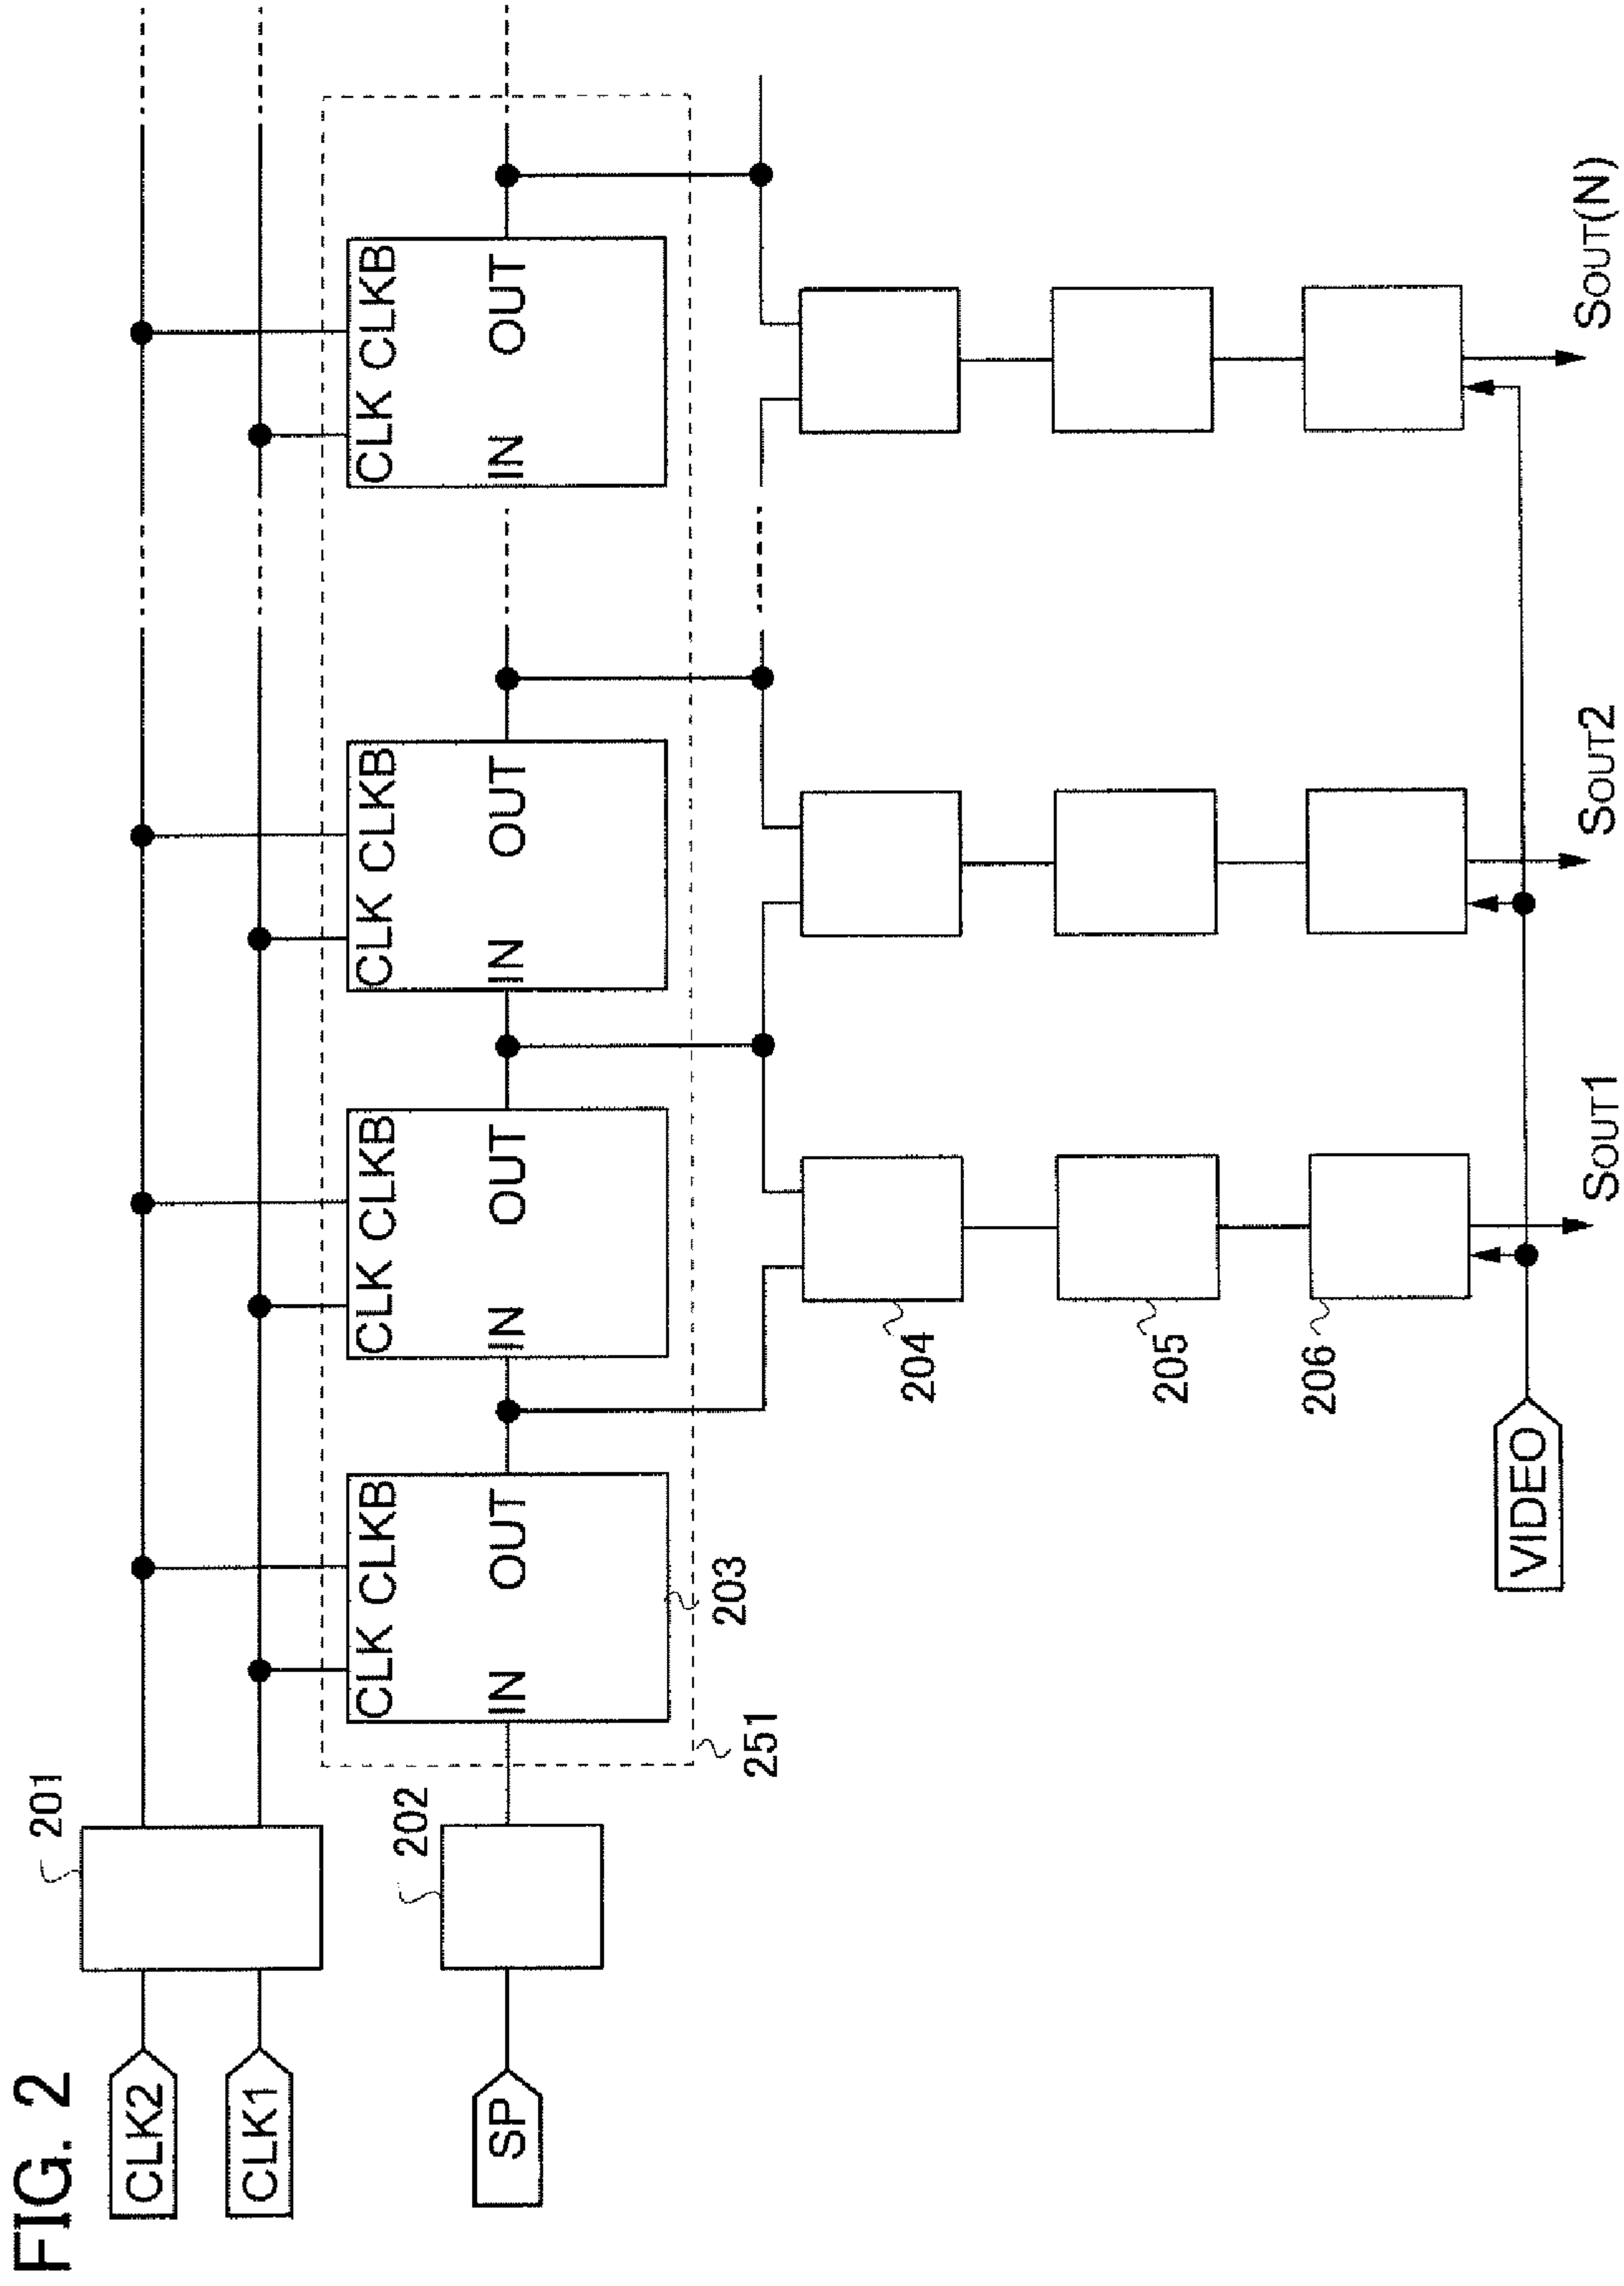 FIG. 2
CLK2
CLK1
201
SP
202
CLK CLKB
IN OUT
CLK CLKB
IN OUT
CLK CLKB
IN OUT
CLK CLKB
IN OUT
251
203
204
205
206
VIDEO
SOUT1
SOUT2
SOUT(N)